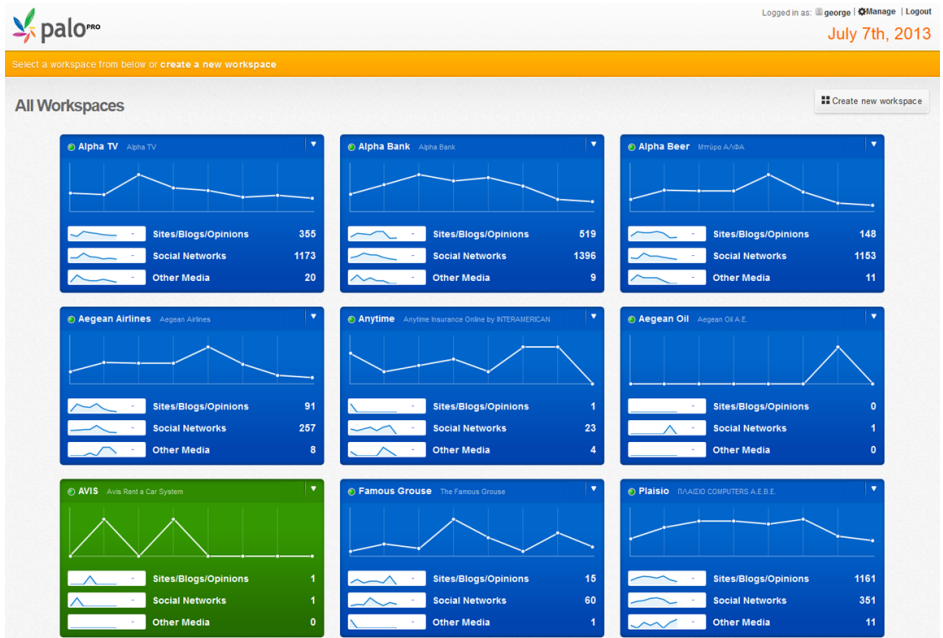 Logged in as: george | Manage | Logout
palo PRO
July 7th, 2013
Select a workspace from below or create a new workspace
All Workspaces
Create new workspace
Alpha TV Alpha TV
Sites/Blogs/Opinions 355
Social Networks 1173
Other Media 20
Alpha Bank Alpha Bank
Sites/Blogs/Opinions 519
Social Networks 1396
Other Media 9
Alpha Beer Μπύρα ΑΛΦΑ
Sites/Blogs/Opinions 148
Social Networks 1153
Other Media 11
Aegean Airlines Aegean Airlines
Sites/Blogs/Opinions 91
Social Networks 257
Other Media 8
Anytime Anytime Insurance Online by INTERAMERICAN
Sites/Blogs/Opinions 1
Social Networks 23
Other Media 4
Aegean Oil Aegean Oil A.E.
Sites/Blogs/Opinions 0
Social Networks 1
Other Media 0
AVIS Avis Rent a Car System
Sites/Blogs/Opinions 1
Social Networks 1
Other Media 0
Famous Grouse The Famous Grouse
Sites/Blogs/Opinions 15
Social Networks 60
Other Media 1
Plaisio ΠΛΑΙΣΙΟ COMPUTERS A.E.B.E.
Sites/Blogs/Opinions 1161
Social Networks 351
Other Media 11